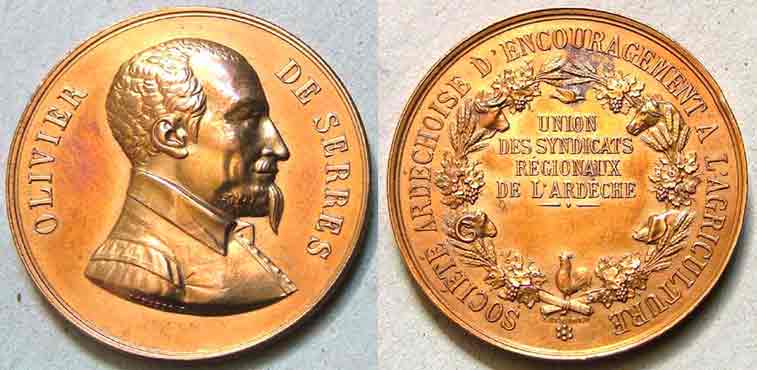 OLIVIER DE SERRES
SOCIÉTÉ ARDÉCHOISE D'ENCOURAGEMENT A L'AGRICULTURE
UNION
DES SYNDICATS
RÉGIONAUX
DE L'ARDÈCHE